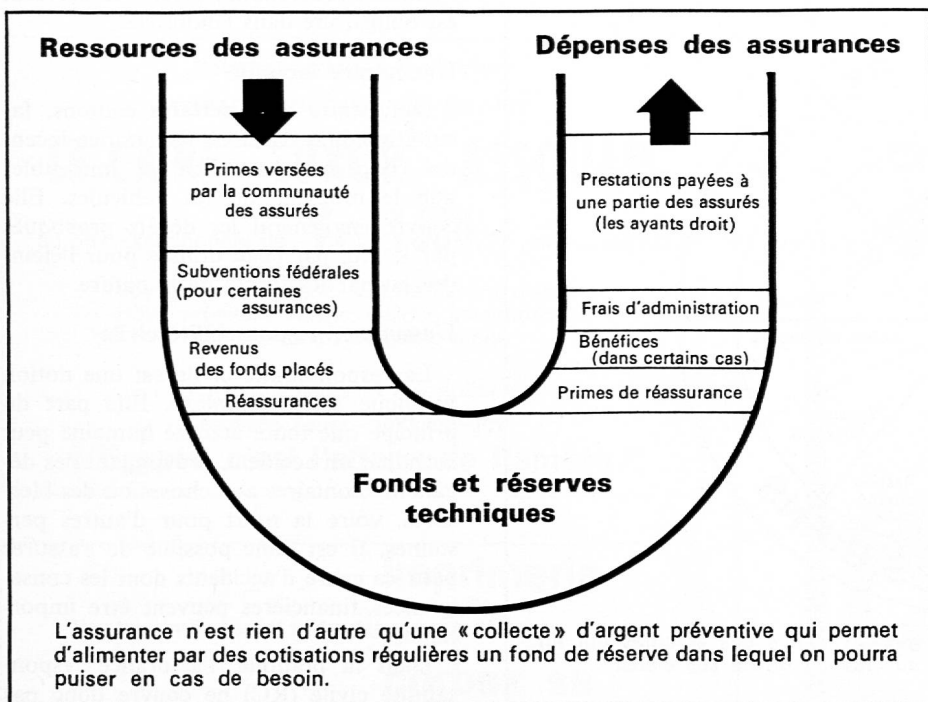 Ressources des assurances
Primes versées
par la communauté
des assurés
Subventions fédérales
(pour certaines
assurances)
Revenus
des fonds placés
Réassurances
Dépenses des assurances
Prestations payées à
une partie des assurés
(les ayants droit)
Frais d'administration
Bénéfices
(dans certains cas)
Primes de réassurance
Fonds et réserves
techniques
L'assurance n'est rien d'autre qu'une «collecte» d'argent préventive qui permet
d'alimenter par des cotisations régulières un fond de réserve dans lequel on pourra
puiser en cas de besoin.